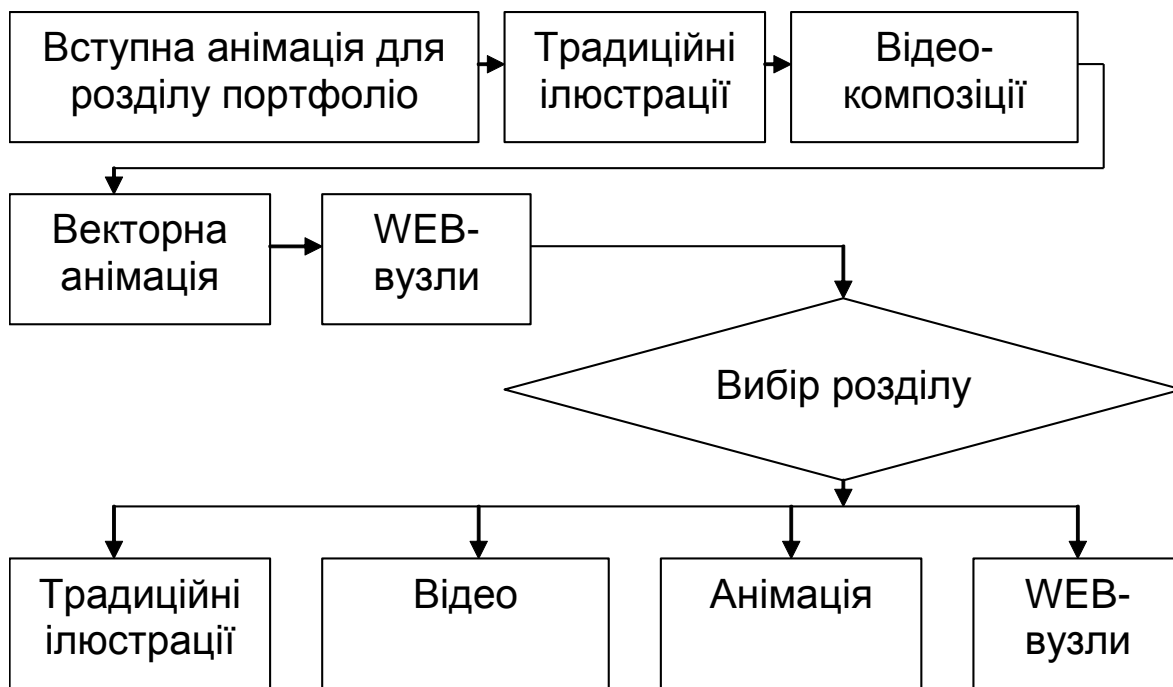 Вступна анімація для
розділу портфоліо
Традиційні
ілюстрації
Відео-
композіції
Векторна
анімація
WEB-
вузли
Вибір розділу
Традиційні
ілюстрації
Відео
Анімація
WEB-
вузли